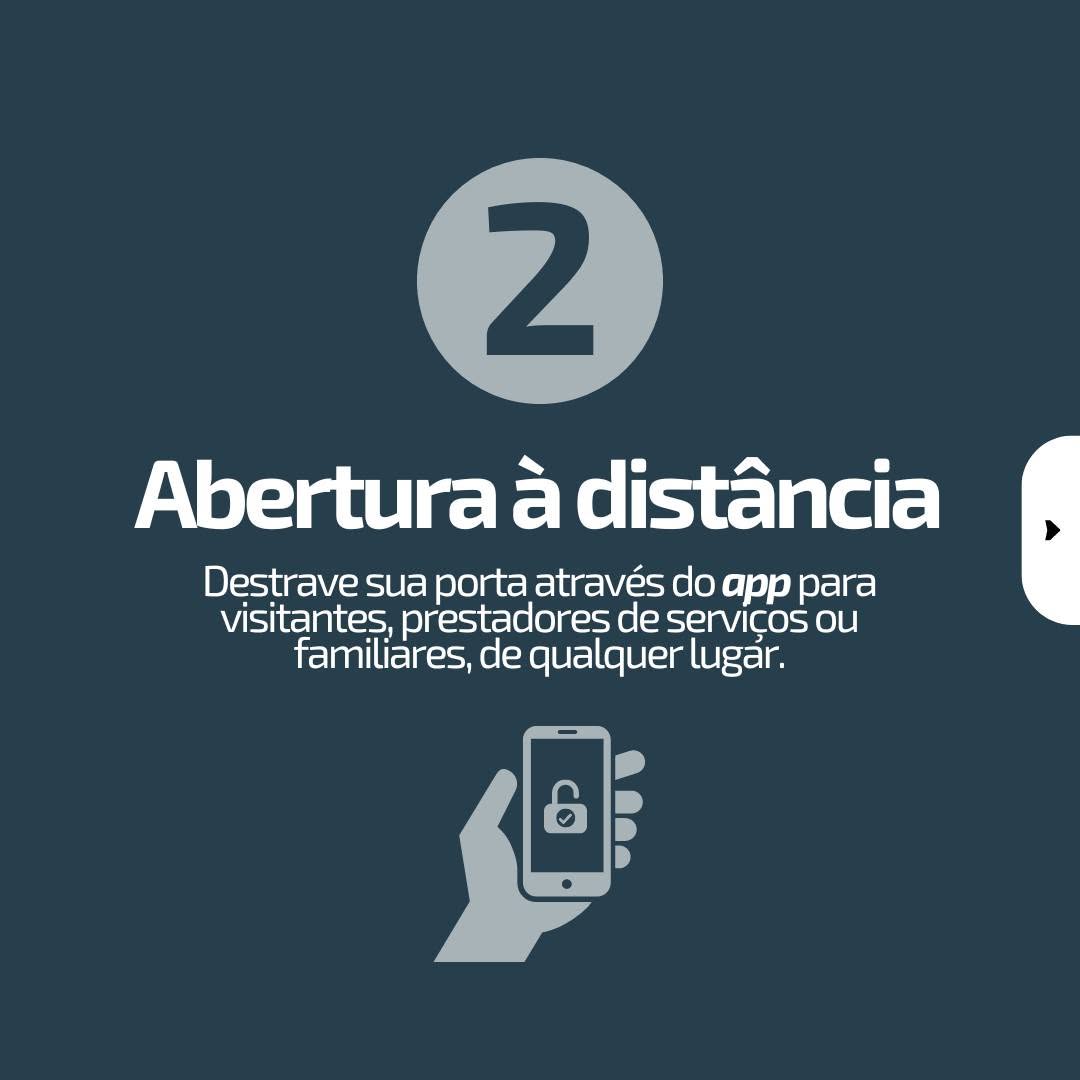 2
Abertura à distância
Destrave sua porta através do app para
visitantes, prestadores de serviços ou
familiares, de qualquer lugar.